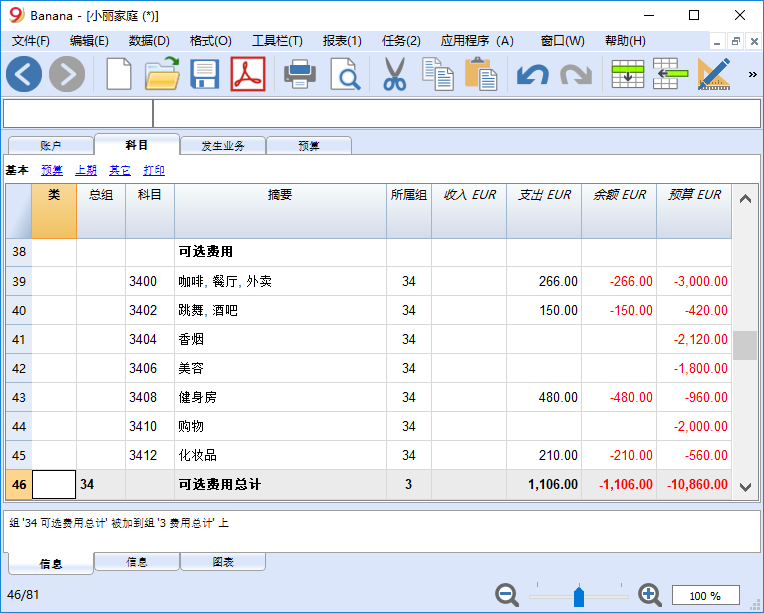 Banana - [小丽家庭 (*)]
文件(F) 编辑(E) 数据(D) 格式(O) 工具栏(T) 报表(1) 任务(2) 应用程序 (A) 窗口(W) 帮助(H)
账户 科目 发生业务 预算
基本 预算 上期 其它 打印
类 总组 科目 摘要 所属组 收入 EUR 支出 EUR 余额 EUR 预算 EUR
38 可选费用
39 3400 咖啡, 餐厅, 外卖 34 266.00 -266.00 -3,000.00
40 3402 跳舞, 酒吧 34 150.00 -150.00 -420.00
41 3404 香烟 34 -2,120.00
42 3406 美容 34 -1,800.00
43 3408 健身房 34 480.00 -480.00 -960.00
44 3410 购物 34 -2,000.00
45 3412 化妆品 34 210.00 -210.00 -560.00
46 34 可选费用总计 3 1,106.00 -1,106.00 -10,860.00
组 '34 可选费用总计' 被加到组 '3 费用总计' 上
信息 信息 图表
46/81 100 %